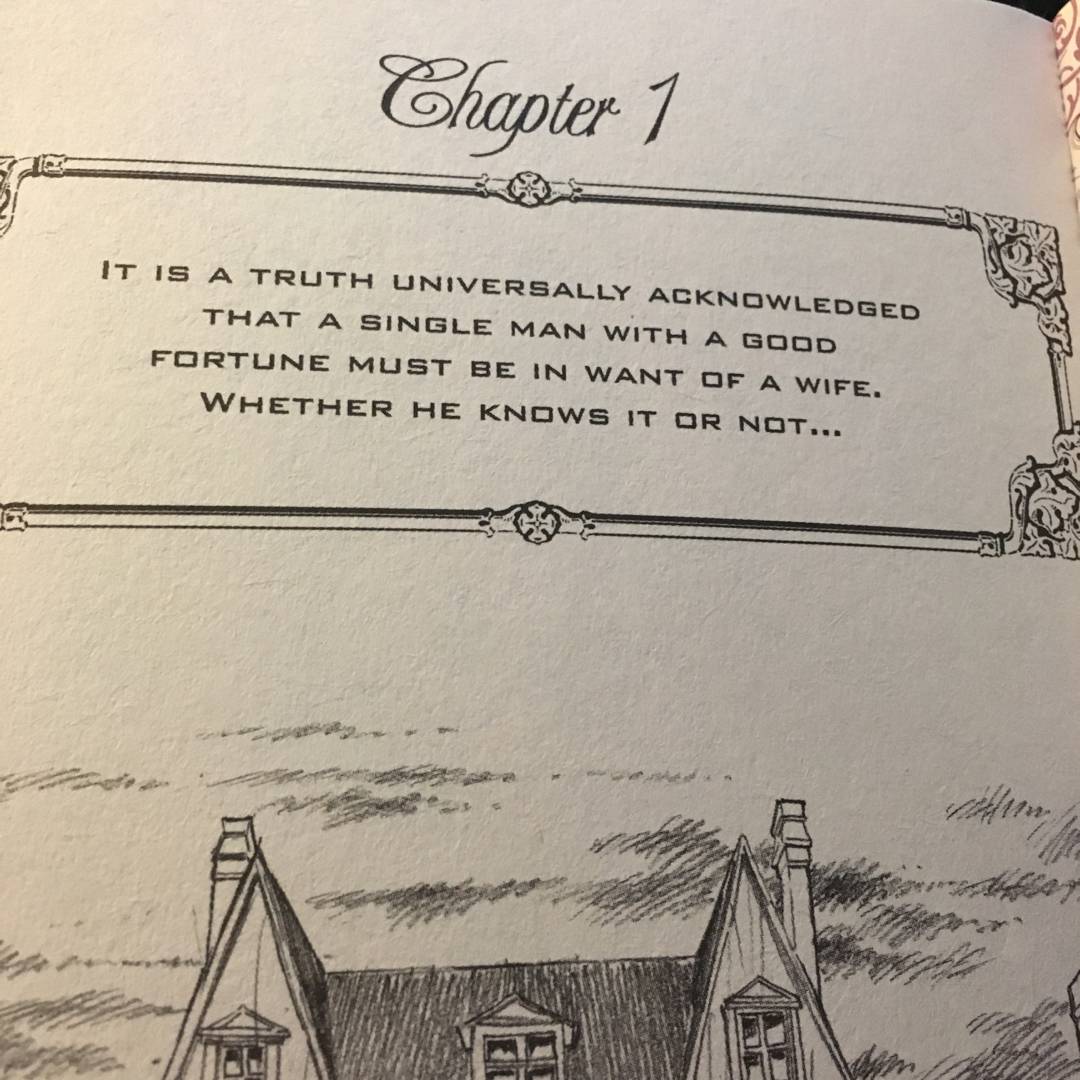 Chapter 1
IT IS A TRUTH UNIVERSALLY ACKNOWLEDGED
THAT A SINGLE MAN WITH A GOOD
FORTUNE MUST BE IN WANT OF A WIFE.
WHETHER HE KNOWS IT OR NOT...